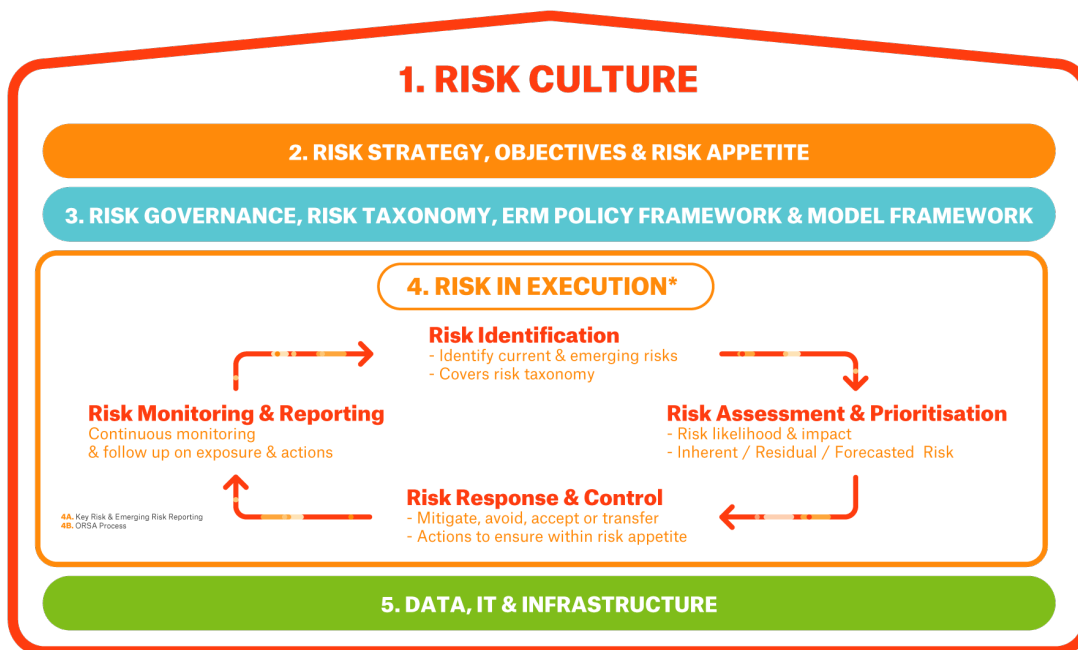 1. RISK CULTURE
2. RISK STRATEGY, OBJECTIVES & RISK APPETITE
3. RISK GOVERNANCE, RISK TAXONOMY, ERM POLICY FRAMEWORK & MODEL FRAMEWORK
4. RISK IN EXECUTION*
Risk Identification
- Identify current & emerging risks
- Covers risk taxonomy
Risk Assessment & Prioritisation
- Risk likelihood & impact
- Inherent / Residual / Forecasted Risk
Risk Response & Control
- Mitigate, avoid, accept or transfer
- Actions to ensure within risk appetite
Risk Monitoring & Reporting
Continuous monitoring
& follow up on exposure & actions
4A. Key Risk & Emerging Risk Reporting
4B. ORSA Process
5. DATA, IT & INFRASTRUCTURE